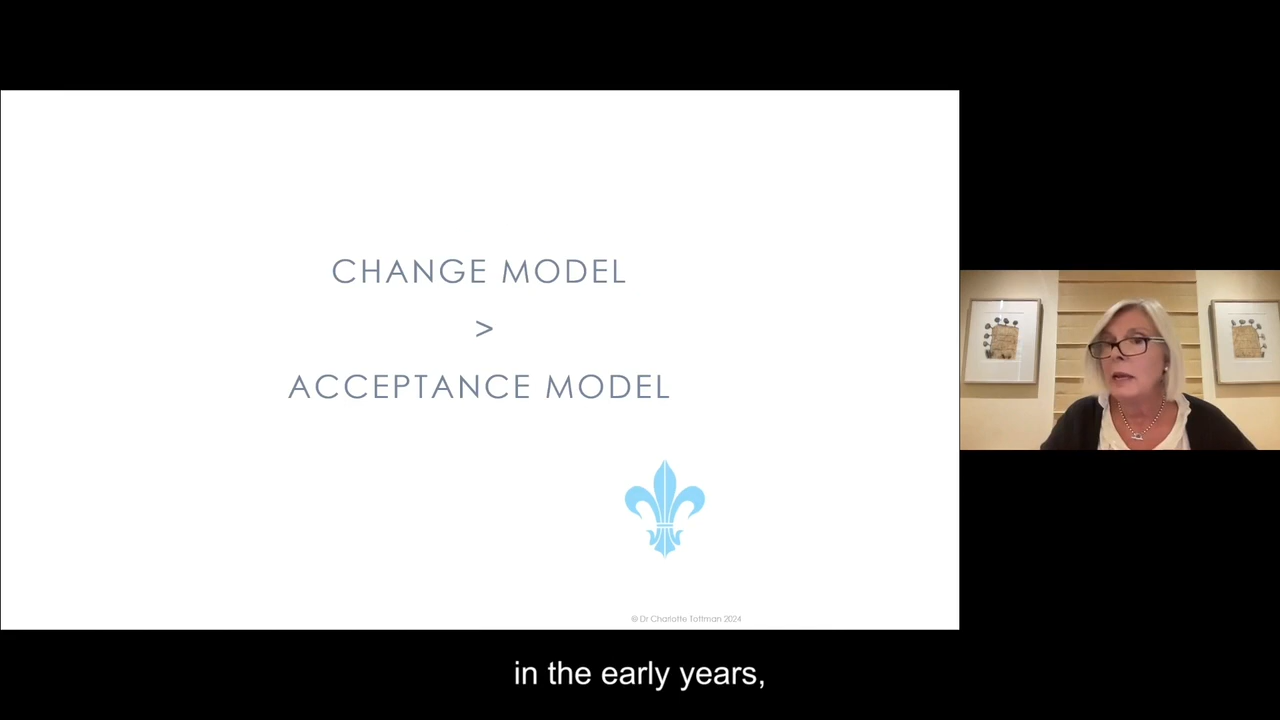 CHANGE MODEL
>
ACCEPTANCE MODEL
© Dr Charlotte Tottman 2024
in the early years,